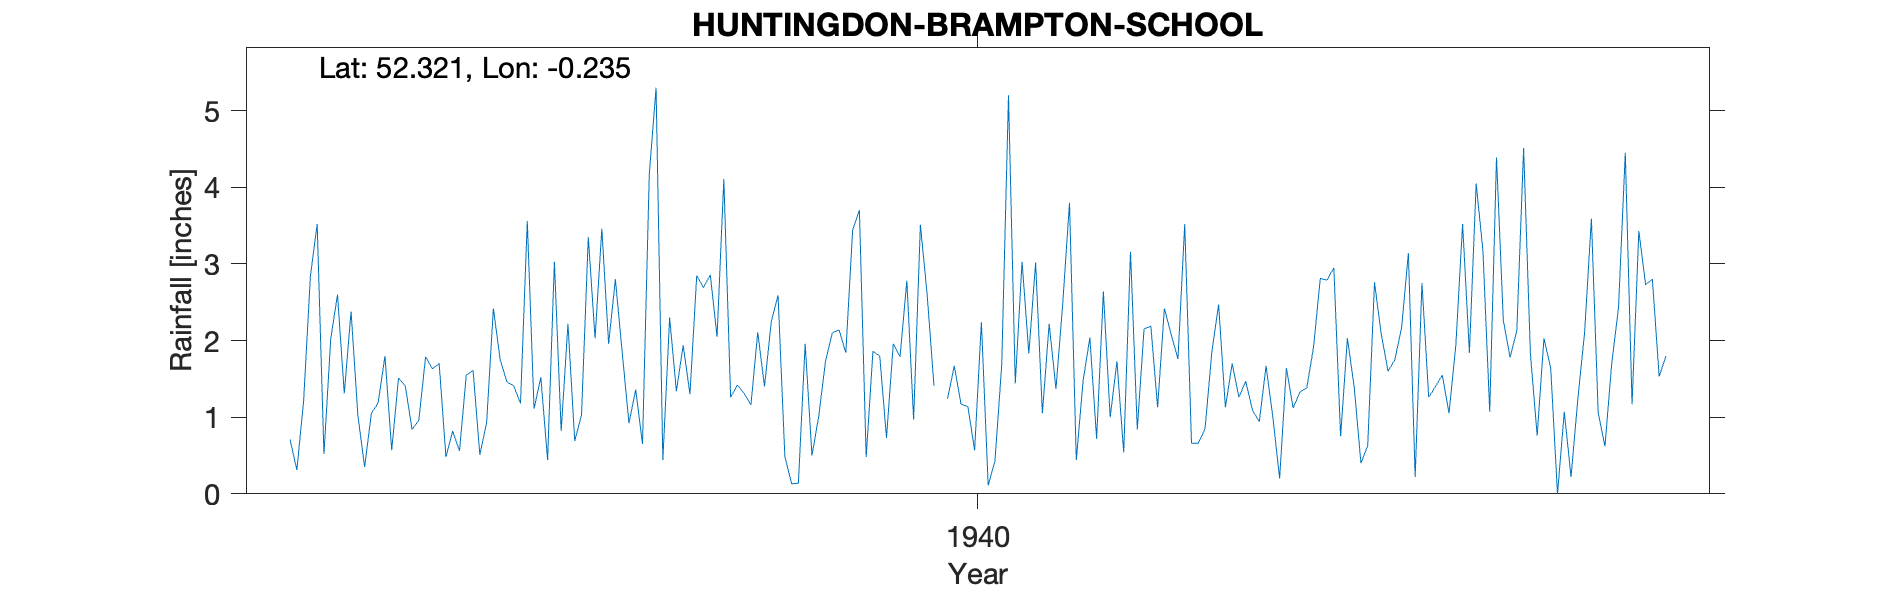 HUNTINGDON-BRAMPTON-SCHOOL
Lat: 52.321, Lon: -0.235
Rainfall [inches]
5
4
3
2
1
0
1940
Year